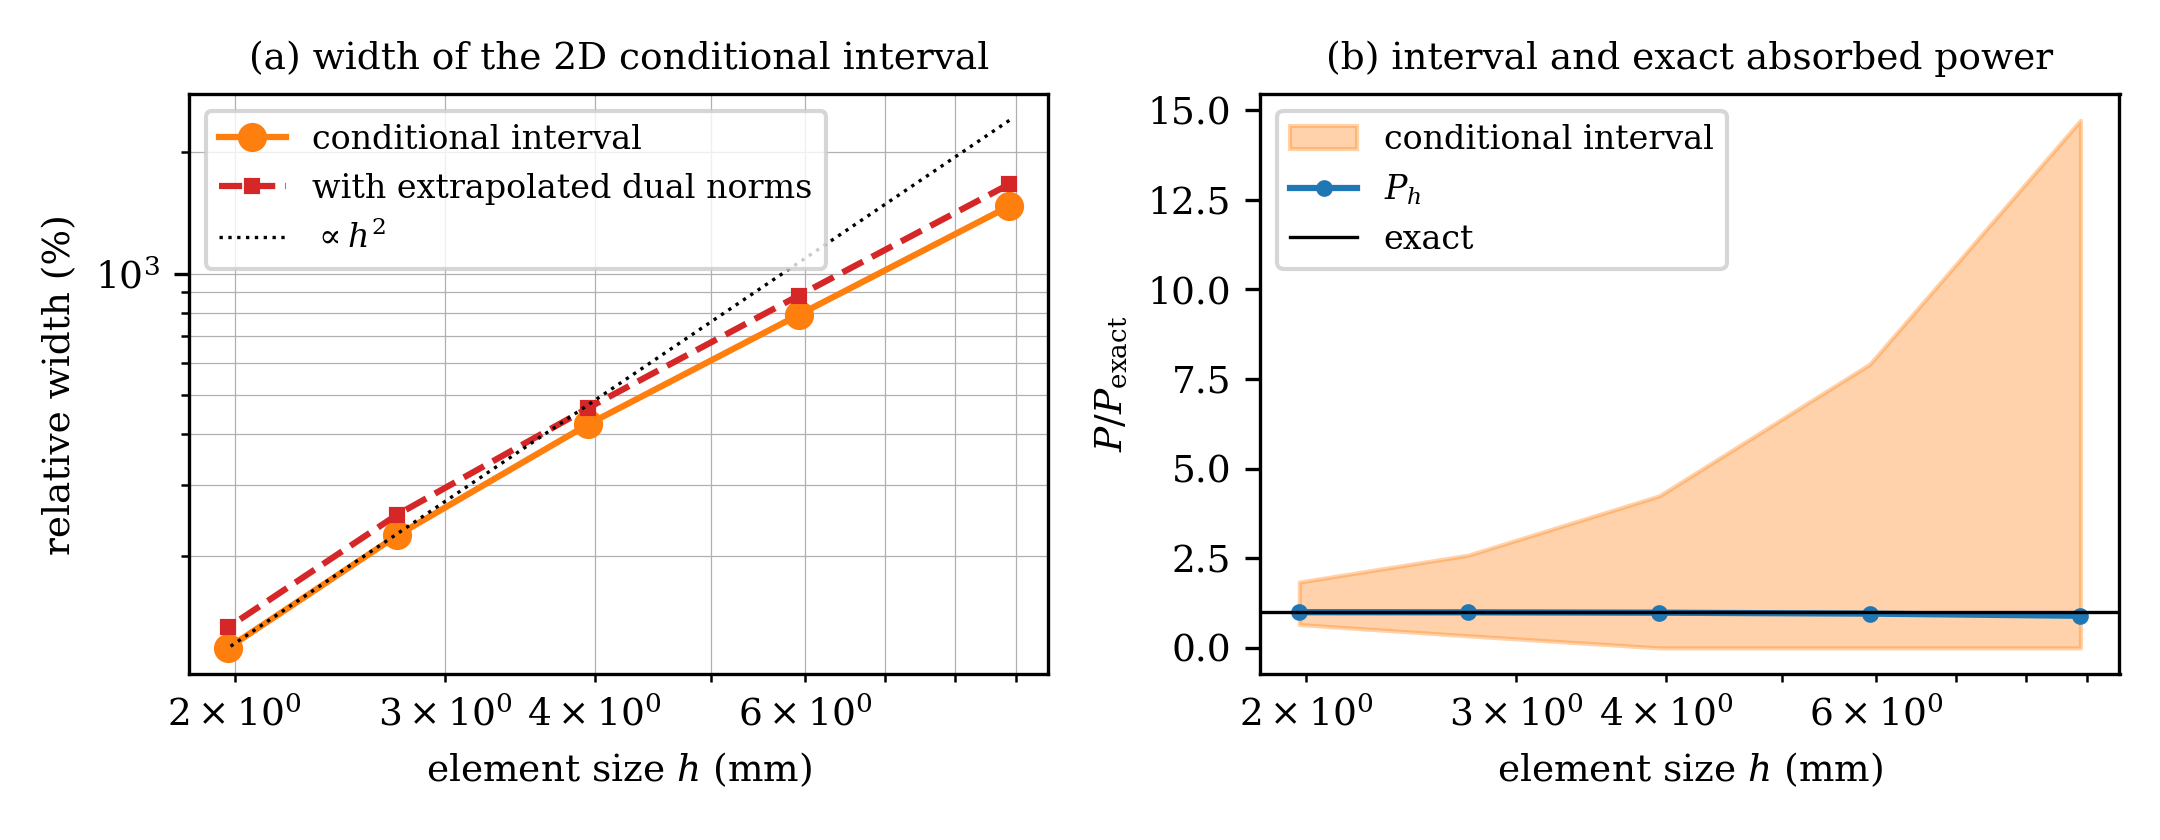 (a) width of the 2D conditional interval
conditional interval
with extrapolated dual norms
∝ h²
10³
relative width (%)
2 × 10⁰ 3 × 10⁰ 4 × 10⁰ 6 × 10⁰
element size h (mm)
(b) interval and exact absorbed power
conditional interval
Pₕ
exact
15.0
12.5
10.0
7.5
5.0
2.5
0.0
P/P_exact
2 × 10⁰ 3 × 10⁰ 4 × 10⁰ 6 × 10⁰
element size h (mm)